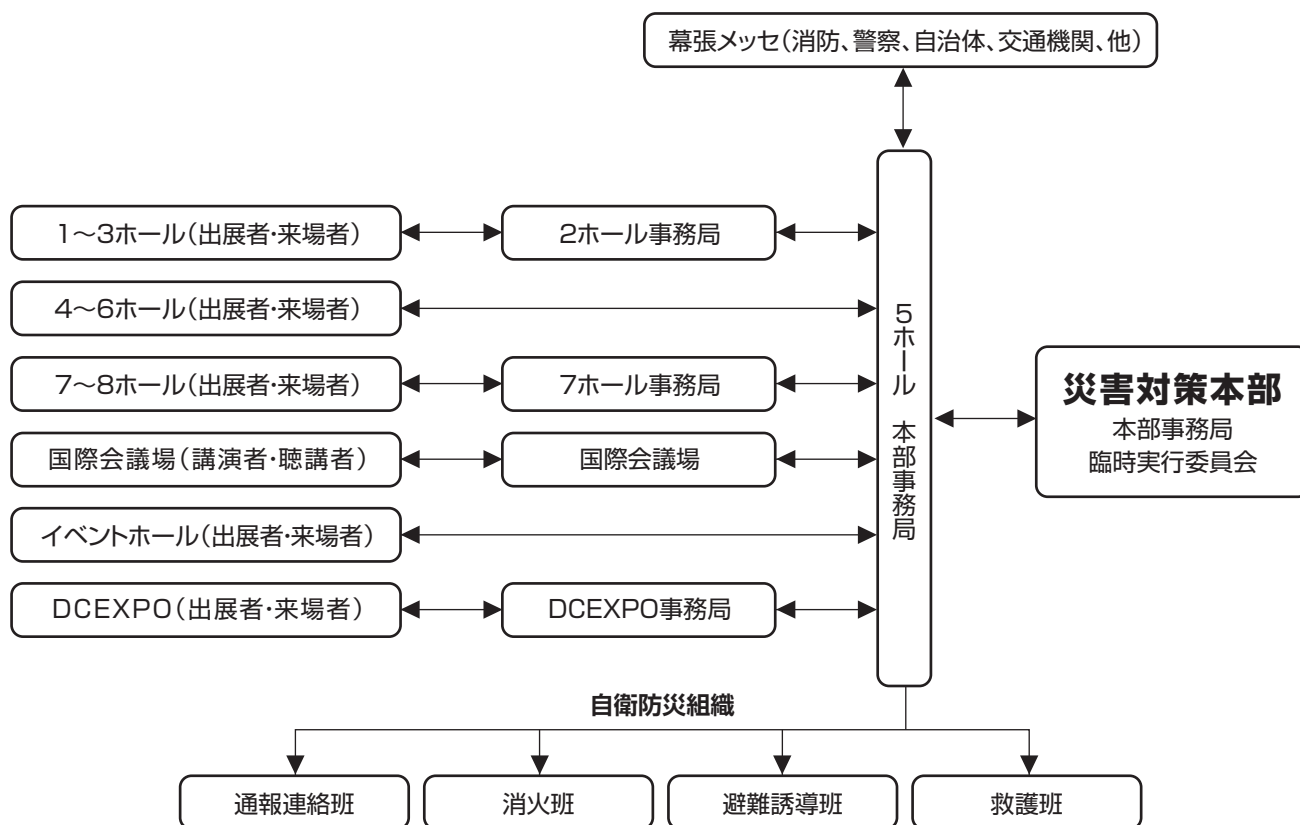 幕張メッセ(消防、警察、自治体、交通機関、他)
1～3ホール(出展者・来場者)
2ホール事務局
4～6ホール(出展者・来場者)
7～8ホール(出展者・来場者)
7ホール事務局
国際会議場(講演者・聴講者)
国際会議場
イベントホール(出展者・来場者)
DCEXPO(出展者・来場者)
DCEXPO事務局
5ホール 本部事務局
災害対策本部
本部事務局
臨時実行委員会
自衛防災組織
通報連絡班
消火班
避難誘導班
救護班